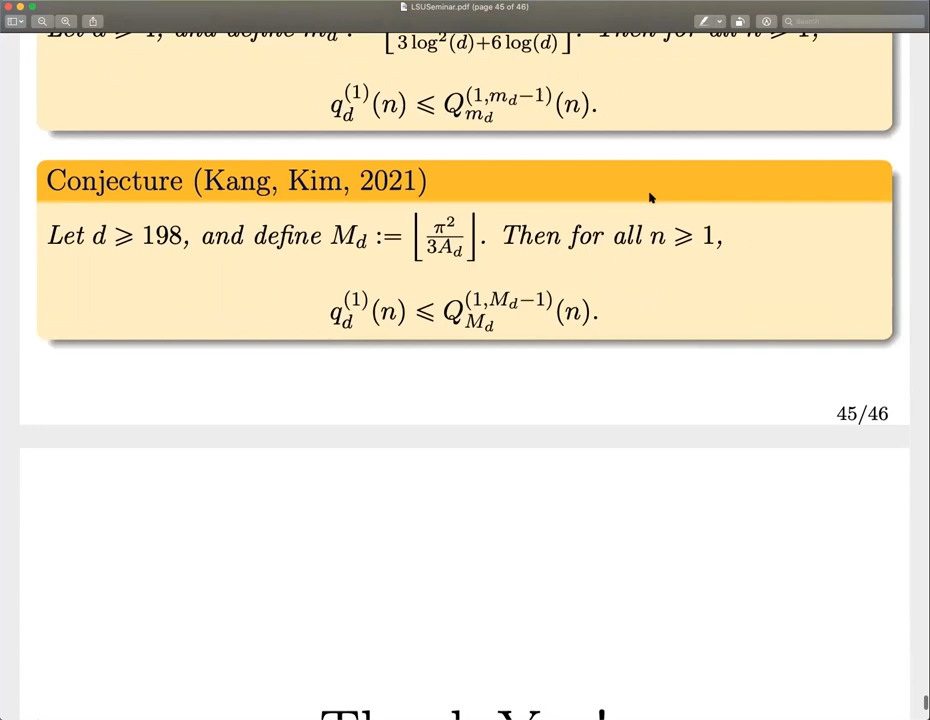 LSUSeminar.pdf (page 45 of 46)
Search
⌊3 log²(d)+6 log(d)⌋
q_d^{(1)}(n) ⩽ Q_{m_d}^{(1,m_d−1)}(n).
Conjecture (Kang, Kim, 2021)
Let d ⩾ 198, and define M_d := ⌊π²/3A_d⌋. Then for all n ⩾ 1,
q_d^{(1)}(n) ⩽ Q_{M_d}^{(1,M_d−1)}(n).
45/46